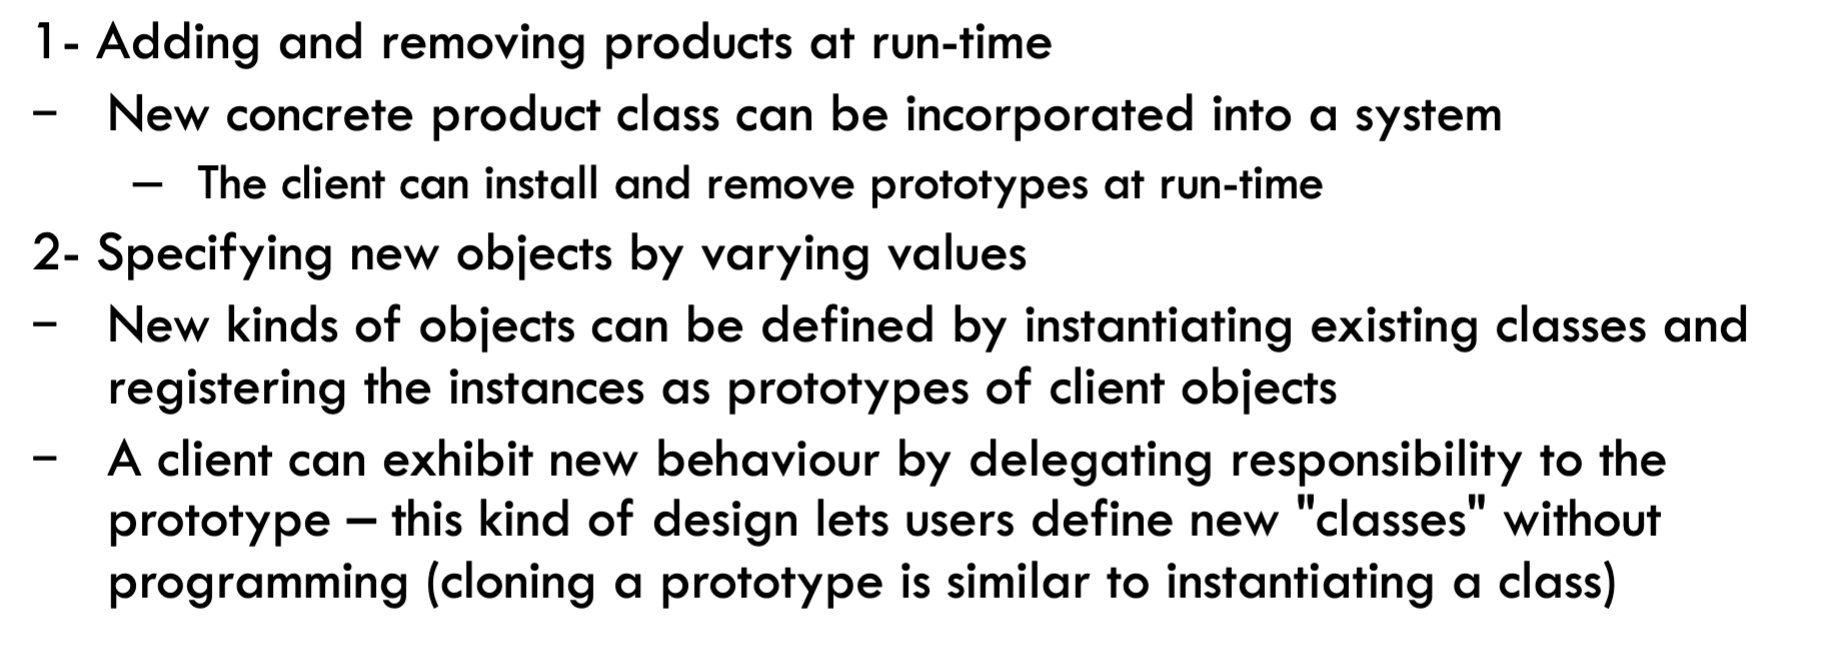 1- Adding and removing products at run-time
– New concrete product class can be incorporated into a system
– The client can install and remove prototypes at run-time
2- Specifying new objects by varying values
– New kinds of objects can be defined by instantiating existing classes and
registering the instances as prototypes of client objects
– A client can exhibit new behaviour by delegating responsibility to the
prototype – this kind of design lets users define new "classes" without
programming (cloning a prototype is similar to instantiating a class)